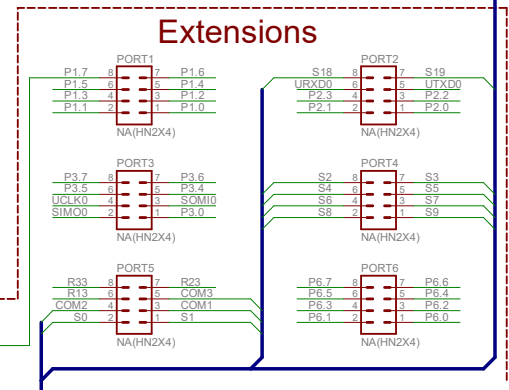 Extensions
PORT1
P1.7 8 7 P1.6
P1.5 6 5 P1.4
P1.3 4 3 P1.2
P1.1 2 1 P1.0
NA(HN2X4)
PORT2
S18 8 7 S19
URXD0 6 5 UTXD0
P2.3 4 3 P2.2
P2.1 2 1 P2.0
NA(HN2X4)
PORT3
P3.7 8 7 P3.6
P3.5 6 5 P3.4
UCLK0 4 3 SOMI0
SIMO0 2 1 P3.0
NA(HN2X4)
PORT4
S2 8 7 S3
S4 6 5 S5
S6 4 3 S7
S8 2 1 S9
NA(HN2X4)
PORT5
R33 8 7 R23
R13 6 5 COM3
COM2 4 3 COM1
S0 2 1 S1
NA(HN2X4)
PORT6
P6.7 8 7 P6.6
P6.5 6 5 P6.4
P6.3 4 3 P6.2
P6.1 2 1 P6.0
NA(HN2X4)